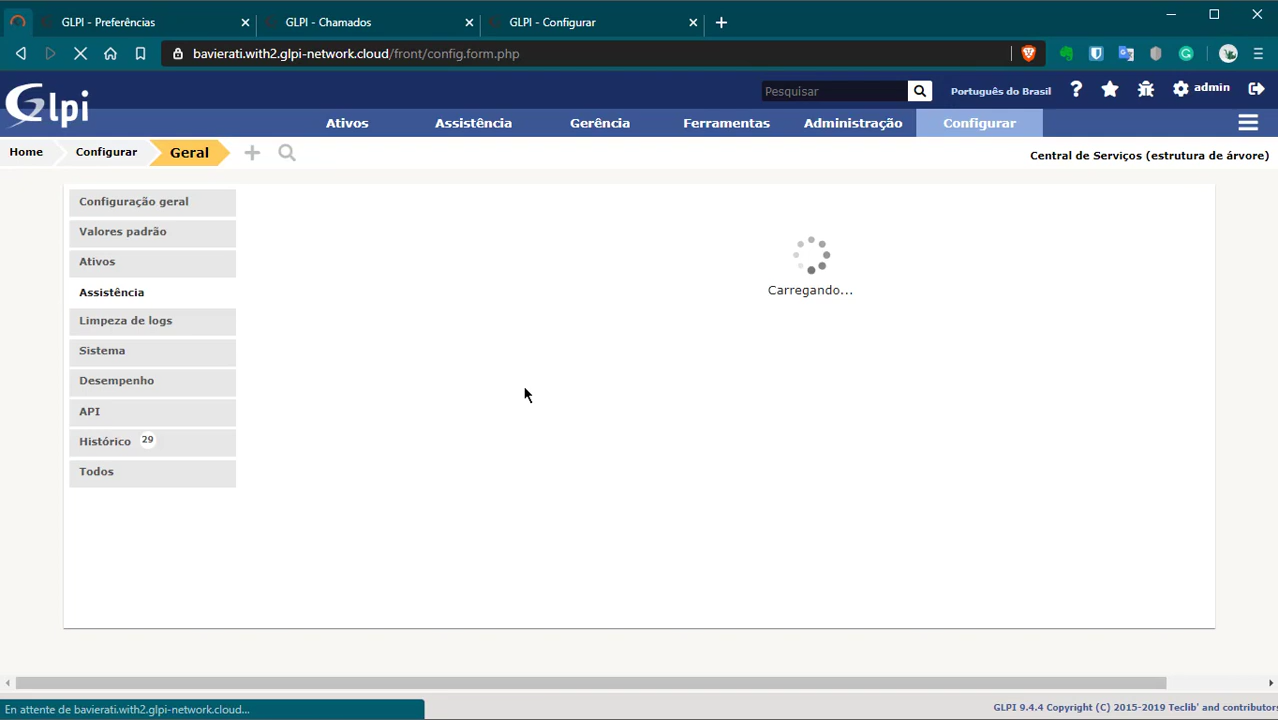 GLPI - Preferências
GLPI - Chamados
GLPI - Configurar
bavierati.with2.glpi-network.cloud/front/config.form.php
Glpi
Pesquisar
Português do Brasil
?
admin
Ativos
Assistência
Gerência
Ferramentas
Administração
Configurar
Home
Configurar
Geral
Central de Serviços (estrutura de árvore)
Configuração geral
Valores padrão
Ativos
Assistência
Limpeza de logs
Sistema
Desempenho
API
Histórico 29
Todos
Carregando...
En attente de bavierati.with2.glpi-network.cloud...
GLPI 9.4.4 Copyright (C) 2015-2019 Teclib' and contributors